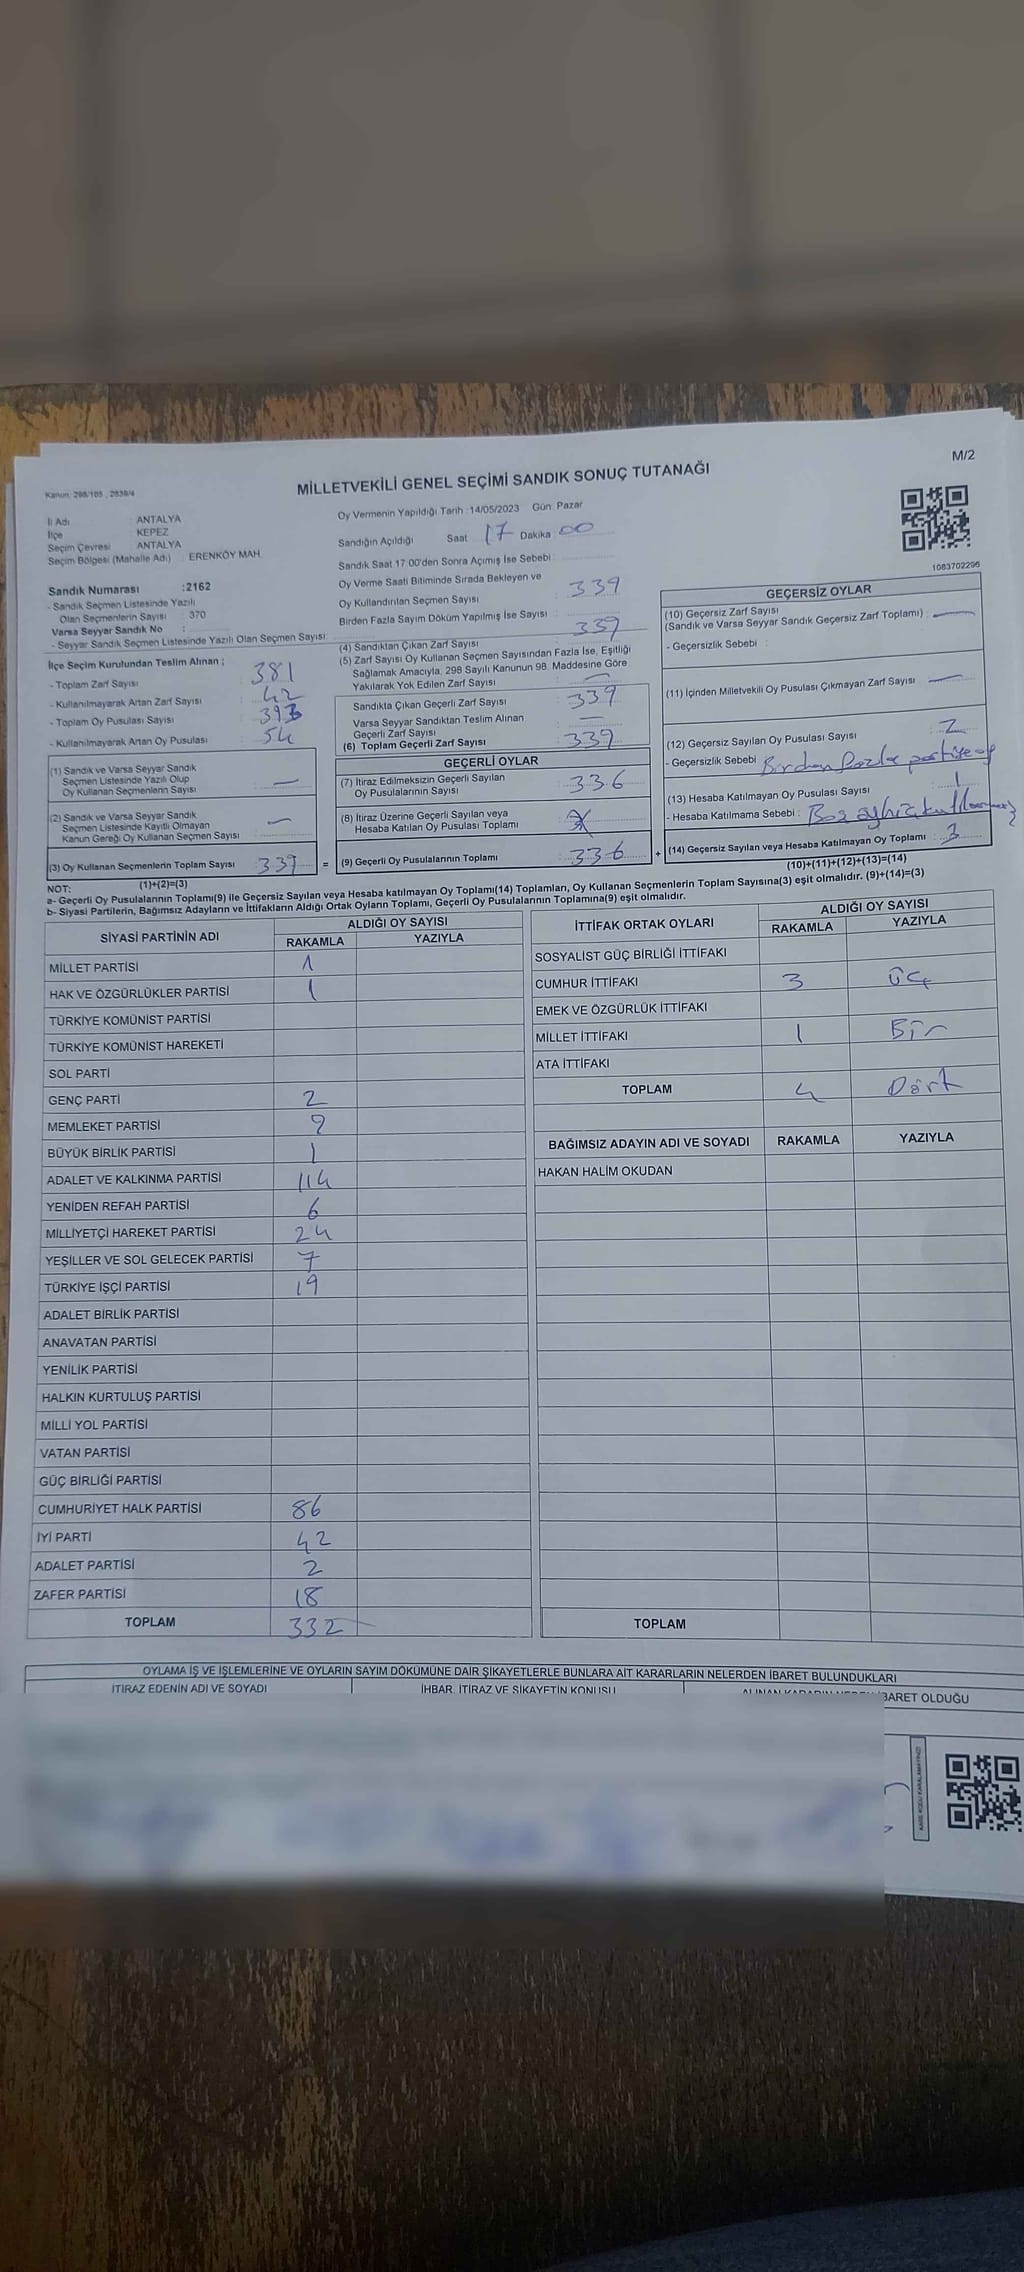 M/2
Kanun: 298/105, 2839/4
MİLLETVEKİLİ GENEL SEÇİMİ SANDIK SONUÇ TUTANAĞI
İl Adı ANTALYA
İlçe KEPEZ
Seçim Çevresi ANTALYA
Seçim Bölgesi (Mahalle Adı) : ERENKÖY MAH.
Sandık Numarası :2162
- Sandık Seçmen Listesinde Yazılı
Olan Seçmenlerin Sayısı : 370
Varsa Seyyar Sandık No :
- Seyyar Sandık Seçmen Listesinde Yazılı Olan Seçmen Sayısı:
İlçe Seçim Kurulundan Teslim Alınan ;
- Toplam Zarf Sayısı : 381
- Kullanılmayarak Artan Zarf Sayısı : 42
- Toplam Oy Pusulası Sayısı : 393
- Kullanılmayarak Artan Oy Pusulası : 54
(1) Sandık ve Varsa Seyyar Sandık
Seçmen Listesinde Yazılı Olup
Oy Kullanan Seçmenlerin Sayısı : —
(2) Sandık ve Varsa Seyyar Sandık
Seçmen Listesinde Kayıtlı Olmayan
Kanun Gereği Oy Kullanan Seçmen Sayısı : —
(3) Oy Kullanan Seçmenlerin Toplam Sayısı : 339 =
(1)+(2)=(3)
Oy Vermenin Yapıldığı Tarih :14/05/2023 Gün: Pazar
Sandığın Açıldığı Saat 17 Dakika 00
Sandık Saat 17:00'den Sonra Açımış İse Sebebi :
Oy Verme Saati Bitiminde Sırada Bekleyen ve
Oy Kullandırılan Seçmen Sayısı : 339
Birden Fazla Sayım Döküm Yapılmış İse Sayısı :
(4) Sandıktan Çıkan Zarf Sayısı : 339
(5) Zarf Sayısı Oy Kullanan Seçmen Sayısından Fazla İse, Eşitliği
Sağlamak Amacıyla, 298 Sayılı Kanunun 98. Maddesine Göre
Yakılarak Yok Edilen Zarf Sayısı : —
Sandıkta Çıkan Geçerli Zarf Sayısı : 339
Varsa Seyyar Sandıktan Teslim Alınan
Geçerli Zarf Sayısı : —
(6) Toplam Geçerli Zarf Sayısı : 339
GEÇERLİ OYLAR
(7) İtiraz Edilmeksizin Geçerli Sayılan
Oy Pusulalarının Sayısı : 336
(8) İtiraz Üzerine Geçerli Sayılan veya
Hesaba Katılan Oy Pusulası Toplamı :
(9) Geçerli Oy Pusulalarının Toplamı : 336 +
1083702296
GEÇERSİZ OYLAR
(10) Geçersiz Zarf Sayısı
(Sandık ve Varsa Seyyar Sandık Geçersiz Zarf Toplamı) : —
- Geçersizlik Sebebi :
(11) İçinden Milletvekili Oy Pusulası Çıkmayan Zarf Sayısı : —
(12) Geçersiz Sayılan Oy Pusulası Sayısı : 2
- Geçersizlik Sebebi : Birden fazla partiye oy
(13) Hesaba Katılmayan Oy Pusulası Sayısı : 1
- Hesaba Katılmama Sebebi :
(14) Geçersiz Sayılan veya Hesaba Katılmayan Oy Toplamı : 3
(10)+(11)+(12)+(13)=(14)
NOT:
a- Geçerli Oy Pusulalarının Toplamı(9) ile Geçersiz Sayılan veya Hesaba katılmayan Oy Toplamı(14) Toplamları, Oy Kullanan Seçmenlerin Toplam Sayısına(3) eşit olmalıdır. (9)+(14)=(3)
b- Siyasi Partilerin, Bağımsız Adayların ve İttifakların Aldığı Ortak Oyların Toplamı, Geçerli Oy Pusulalarının Toplamına(9) eşit olmalıdır.
SİYASİ PARTİNİN ADI ALDIĞI OY SAYISI
RAKAMLA YAZIYLA
MİLLET PARTİSİ 1
HAK VE ÖZGÜRLÜKLER PARTİSİ 1
TÜRKİYE KOMÜNİST PARTİSİ
TÜRKİYE KOMÜNİST HAREKETİ
SOL PARTİ
GENÇ PARTİ 2
MEMLEKET PARTİSİ 9
BÜYÜK BİRLİK PARTİSİ 1
ADALET VE KALKINMA PARTİSİ 114
YENİDEN REFAH PARTİSİ 6
MİLLİYETÇİ HAREKET PARTİSİ 24
YEŞİLLER VE SOL GELECEK PARTİSİ 7
TÜRKİYE İŞÇİ PARTİSİ 19
ADALET BİRLİK PARTİSİ
ANAVATAN PARTİSİ
YENİLİK PARTİSİ
HALKIN KURTULUŞ PARTİSİ
MİLLİ YOL PARTİSİ
VATAN PARTİSİ
GÜÇ BİRLİĞİ PARTİSİ
CUMHURİYET HALK PARTİSİ 86
İYİ PARTİ 42
ADALET PARTİSİ 2
ZAFER PARTİSİ 18
TOPLAM 332
İTTİFAK ORTAK OYLARI ALDIĞI OY SAYISI
RAKAMLA YAZIYLA
SOSYALİST GÜÇ BİRLİĞİ İTTİFAKI
CUMHUR İTTİFAKI 3 Üç
EMEK VE ÖZGÜRLÜK İTTİFAKI
MİLLET İTTİFAKI 1 Bir
ATA İTTİFAKI
TOPLAM 4 Dört
BAĞIMSIZ ADAYIN ADI VE SOYADI RAKAMLA YAZIYLA
HAKAN HALİM OKUDAN
TOPLAM
OYLAMA İŞ VE İŞLEMLERİNE VE OYLARIN SAYIM DÖKÜMÜNE DAİR ŞİKAYETLERLE BUNLARA AİT KARARLARIN NELERDEN İBARET BULUNDUKLARI
İTİRAZ EDENİN ADI VE SOYADI İHBAR, İTİRAZ VE ŞİKAYETİN KONUSU ALINAN KARARIN NEDEN İBARET OLDUĞU
KARE KODU KARALAMAYINIZ!